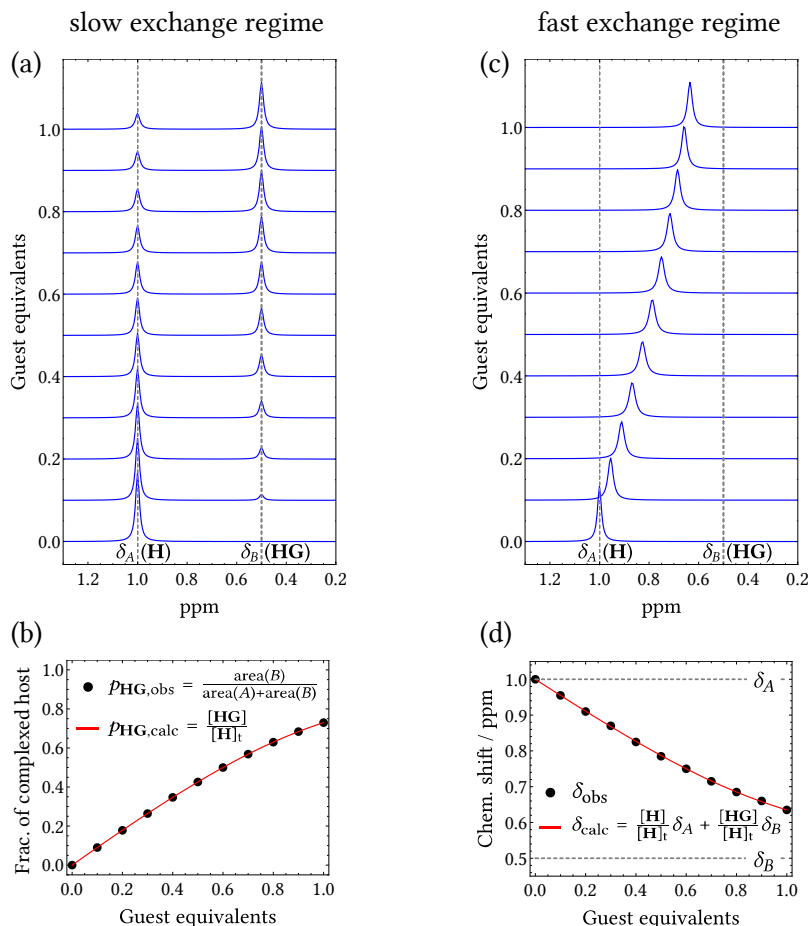 slow exchange regime
fast exchange regime
(a)
Guest equivalents
1.0
0.8
0.6
0.4
0.2
0.0
δA (H)
δB (HG)
1.2 1.0 0.8 0.6 0.4 0.2
ppm
(c)
Guest equivalents
1.0
0.8
0.6
0.4
0.2
0.0
δA (H)
δB (HG)
1.2 1.0 0.8 0.6 0.4 0.2
ppm
(b)
Frac. of complexed host
1.0
0.8
0.6
0.4
0.2
0.0
pHG,obs = area(B) / area(A)+area(B)
pHG,calc = [HG] / [H]t
0.0 0.2 0.4 0.6 0.8 1.0
Guest equivalents
(d)
Chem. shift / ppm
1.0
0.9
0.8
0.7
0.6
0.5
δA
δobs
δcalc = [H] / [H]t δA + [HG] / [H]t δB
δB
0.0 0.2 0.4 0.6 0.8 1.0
Guest equivalents